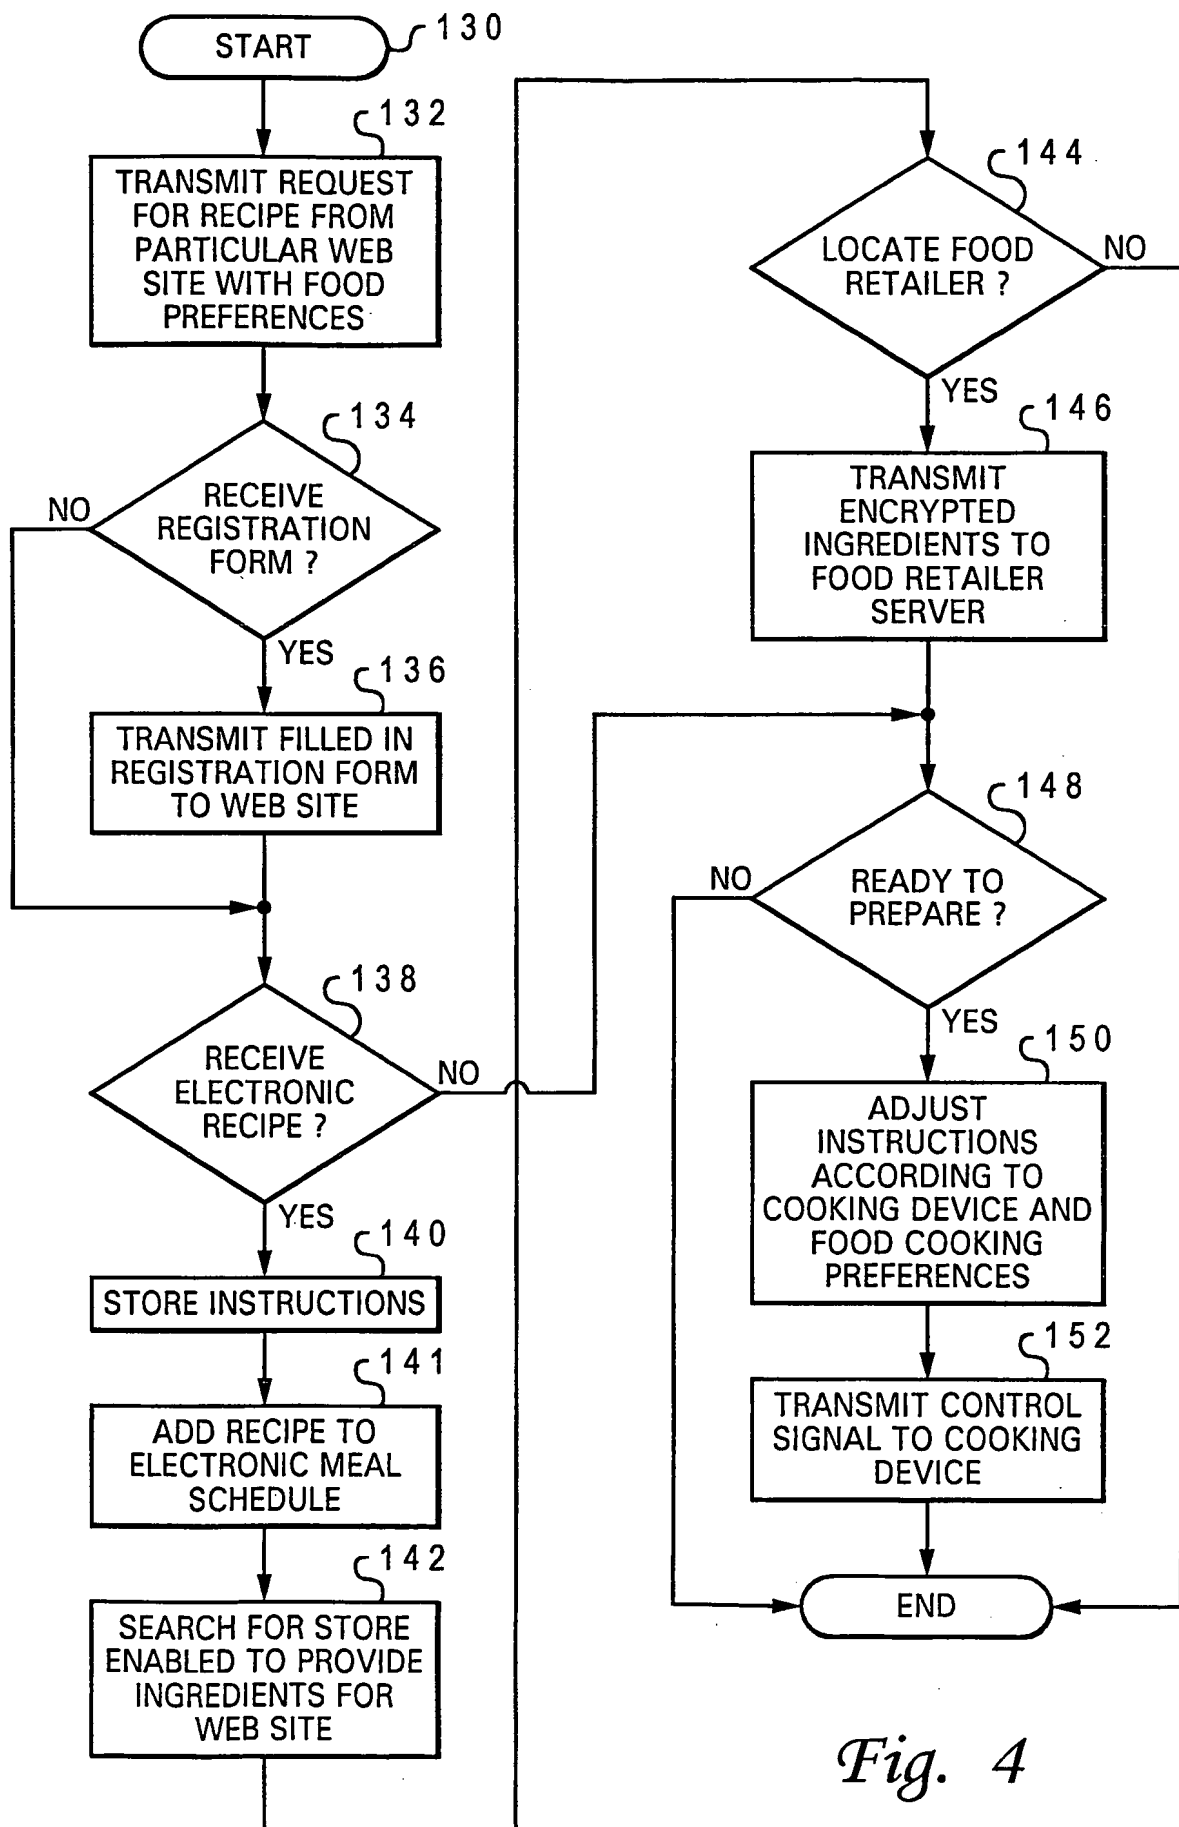 START
130
132
TRANSMIT REQUEST
FOR RECIPE FROM
PARTICULAR WEB
SITE WITH FOOD
PREFERENCES
134
RECEIVE
REGISTRATION
FORM ?
NO
YES
136
TRANSMIT FILLED IN
REGISTRATION FORM
TO WEB SITE
138
RECEIVE
ELECTRONIC
RECIPE ?
NO
YES
140
STORE INSTRUCTIONS
141
ADD RECIPE TO
ELECTRONIC MEAL
SCHEDULE
142
SEARCH FOR STORE
ENABLED TO PROVIDE
INGREDIENTS FOR
WEB SITE
144
LOCATE FOOD
RETAILER ?
NO
YES
146
TRANSMIT
ENCRYPTED
INGREDIENTS TO
FOOD RETAILER
SERVER
148
READY TO
PREPARE ?
NO
YES
150
ADJUST
INSTRUCTIONS
ACCORDING TO
COOKING DEVICE AND
FOOD COOKING
PREFERENCES
152
TRANSMIT CONTROL
SIGNAL TO COOKING
DEVICE
END
Fig. 4